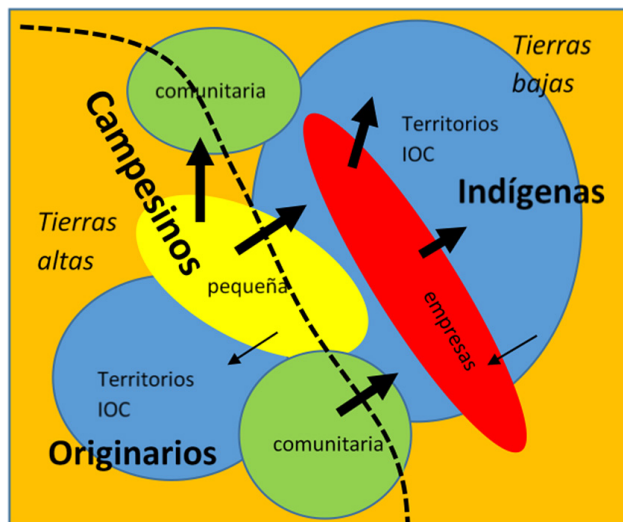 Tierras
bajas
comunitaria
Campesinos
Territorios
IOC
Indígenas
Tierras
altas
pequeña
empresas
Territorios
IOC
Originarios
comunitaria